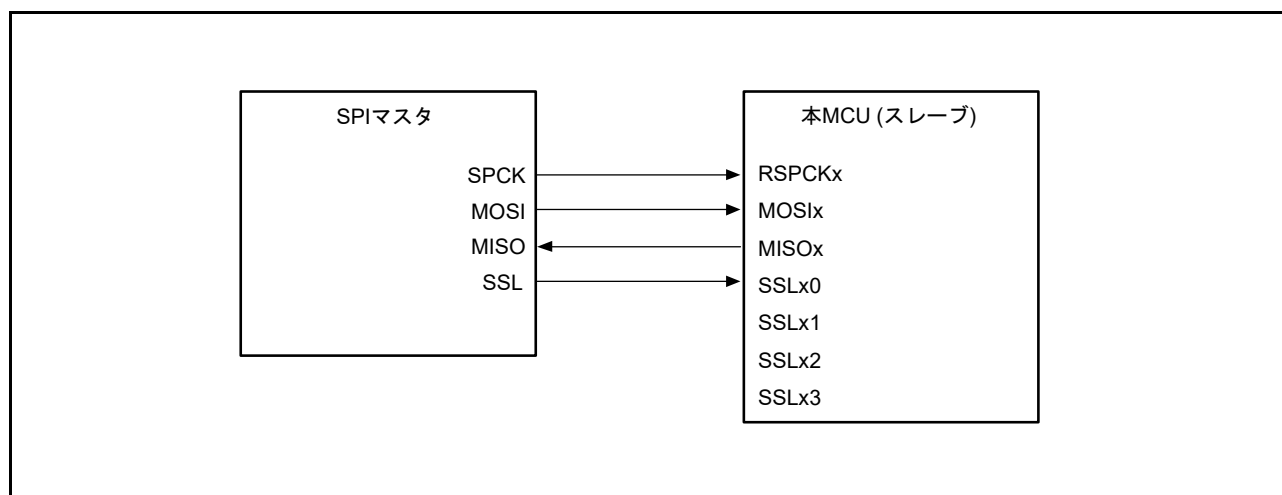 SPIマスタ
SPCK
MOSI
MISO
SSL
本MCU (スレーブ)
RSPCKx
MOSIx
MISOx
SSLx0
SSLx1
SSLx2
SSLx3